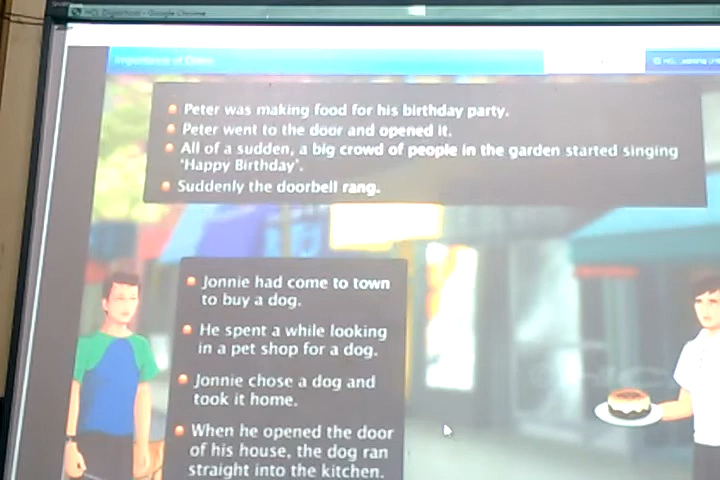 Importance of Order
Peter was making food for his birthday party.
Peter went to the door and opened it.
All of a sudden, a big crowd of people in the garden started singing
'Happy Birthday'.
Suddenly the doorbell rang.
Jonnie had come to town
to buy a dog.
He spent a while looking
in a pet shop for a dog.
Jonnie chose a dog and
took it home.
When he opened the door
of his house, the dog ran
straight into the kitchen.